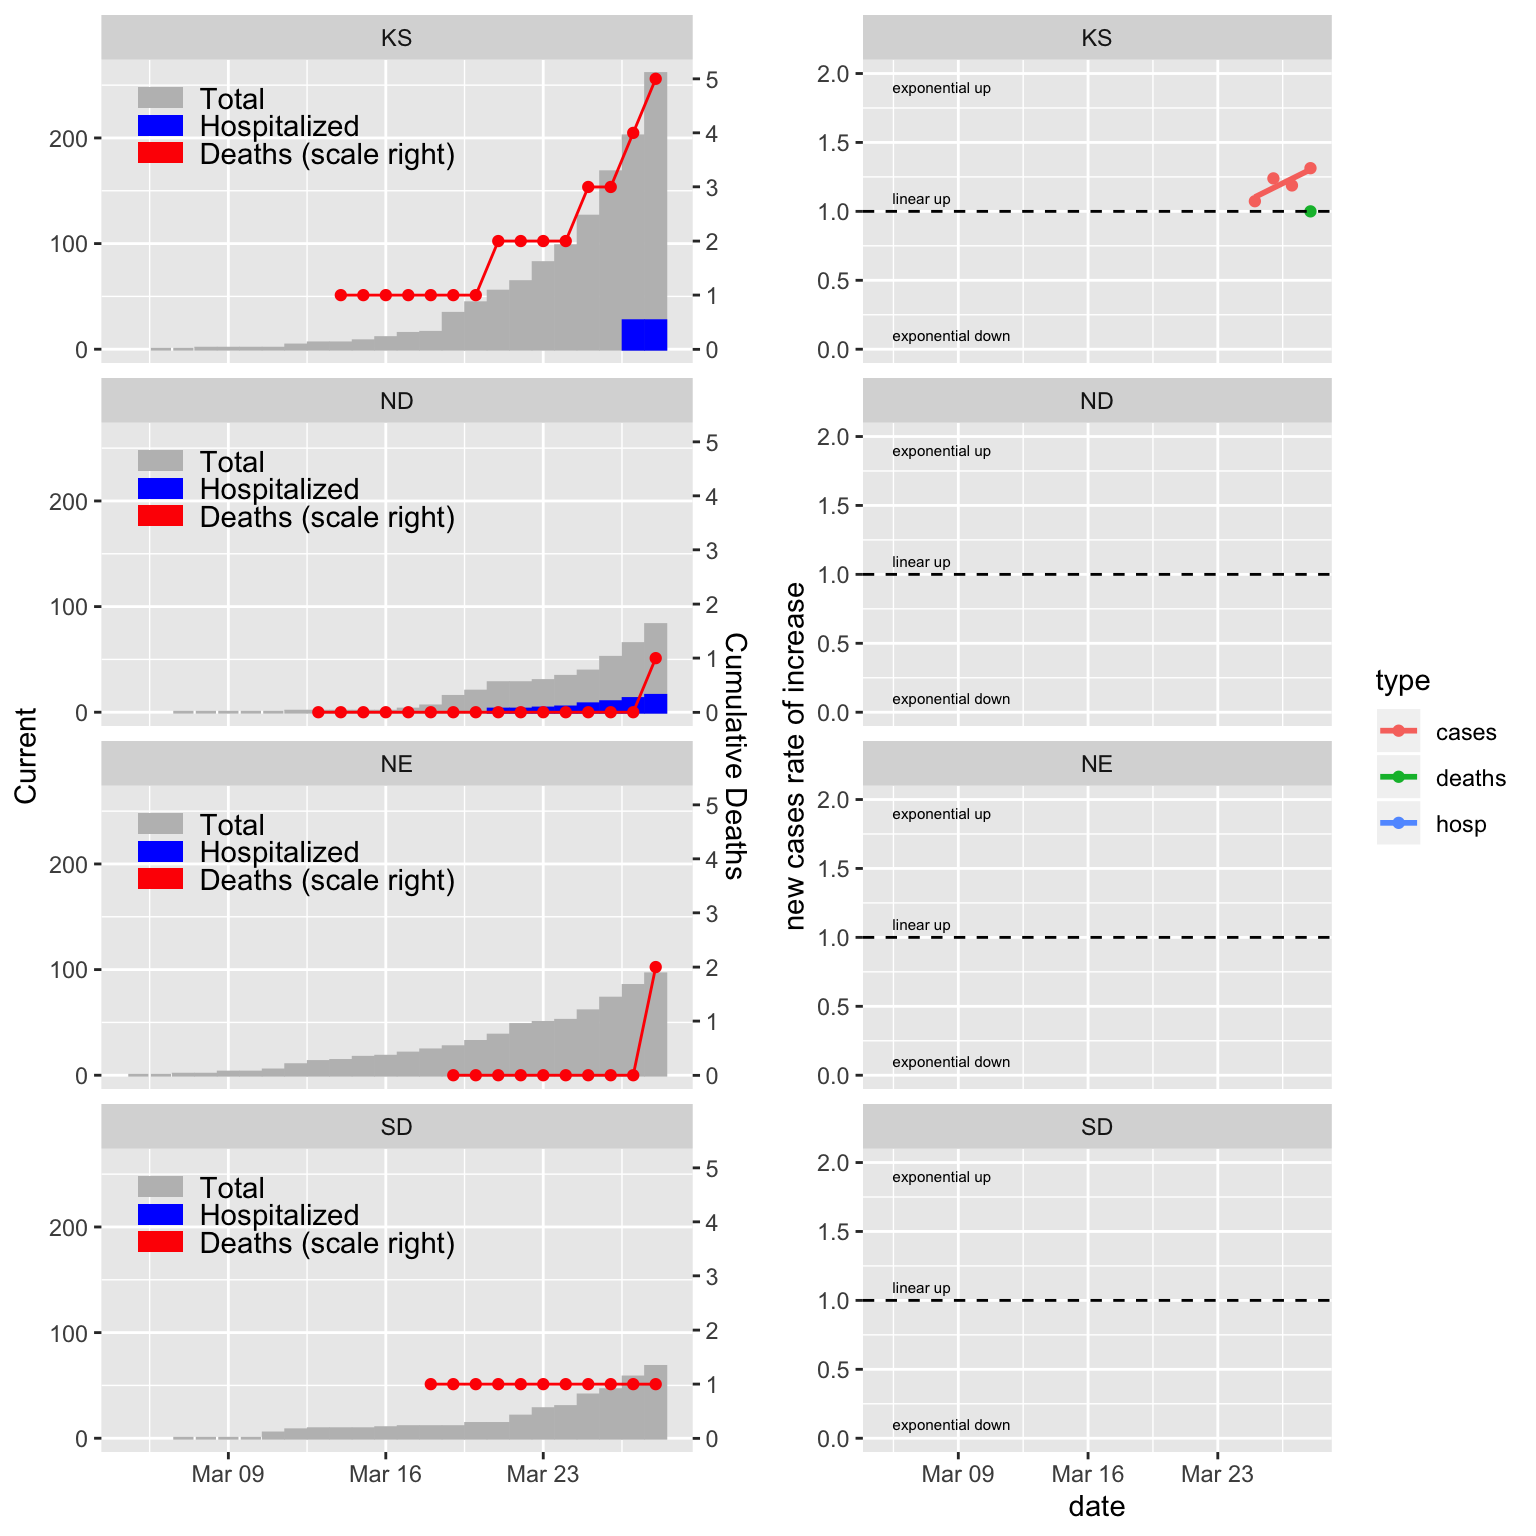 KS
Total
Hospitalized
Deaths (scale right)
200
100
0
5
4
3
2
1
0
ND
Total
Hospitalized
Deaths (scale right)
200
100
0
5
4
3
2
1
0
NE
Total
Hospitalized
Deaths (scale right)
200
100
0
5
4
3
2
1
0
SD
Total
Hospitalized
Deaths (scale right)
200
100
0
5
4
3
2
1
0
Mar 09 Mar 16 Mar 23
Current
Cumulative Deaths
KS
2.0
1.5
1.0
0.5
0.0
exponential up
linear up
exponential down
ND
2.0
1.5
1.0
0.5
0.0
exponential up
linear up
exponential down
NE
2.0
1.5
1.0
0.5
0.0
exponential up
linear up
exponential down
SD
2.0
1.5
1.0
0.5
0.0
exponential up
linear up
exponential down
Mar 09 Mar 16 Mar 23
date
new cases rate of increase
type
cases
deaths
hosp